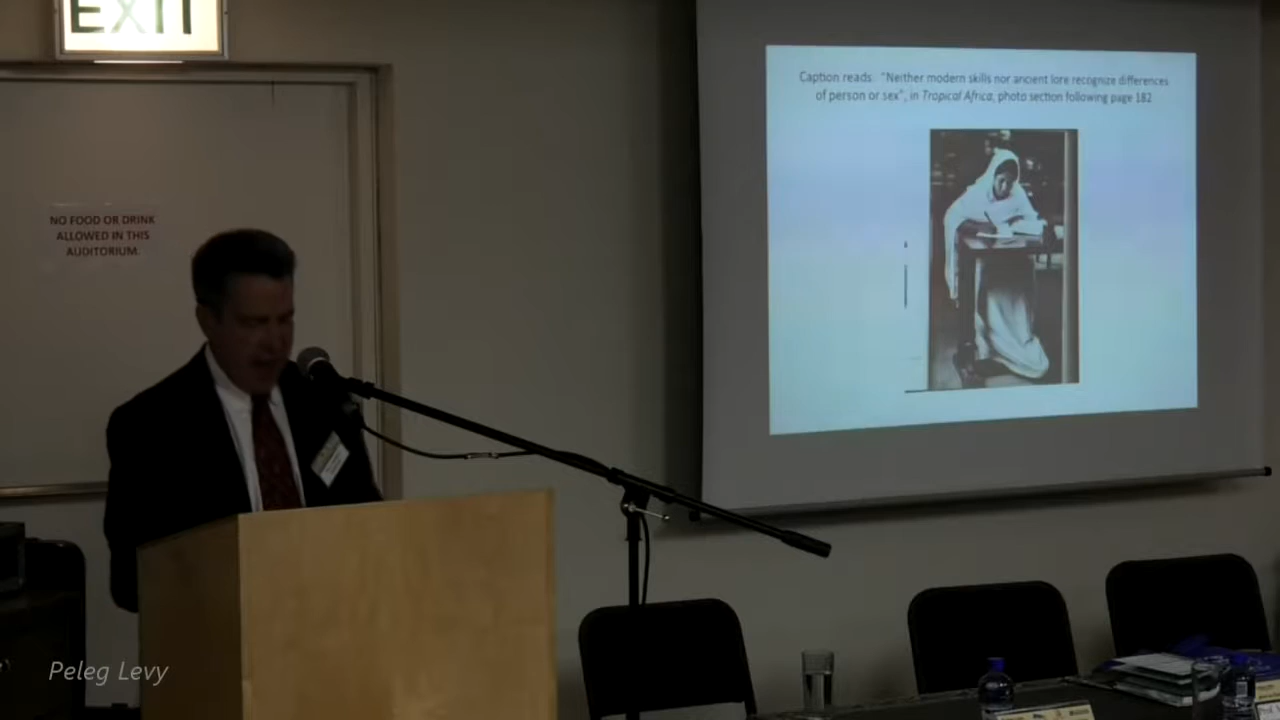 EXIT
Caption reads: "Neither modern skills nor ancient lore recognize differences
of person or sex", in Tropical Africa, photo section following page 182
NO FOOD OR DRINK
ALLOWED IN THIS
AUDITORIUM.
Peleg Levy